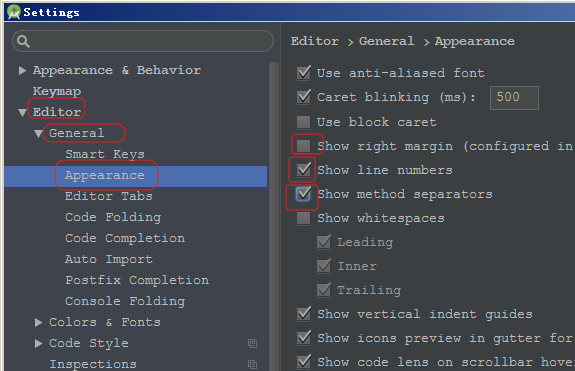 Settings
Appearance & Behavior
Keymap
Editor
General
Smart Keys
Appearance
Editor Tabs
Code Folding
Code Completion
Auto Import
Postfix Completion
Console Folding
Colors & Fonts
Code Style
Inspections
Editor > General > Appearance
Use anti-aliased font
Caret blinking (ms): 500
Use block caret
Show right margin (configured in
Show line numbers
Show method separators
Show whitespaces
Leading
Inner
Trailing
Show vertical indent guides
Show icons preview in gutter for
Show code lens on scrollbar hove